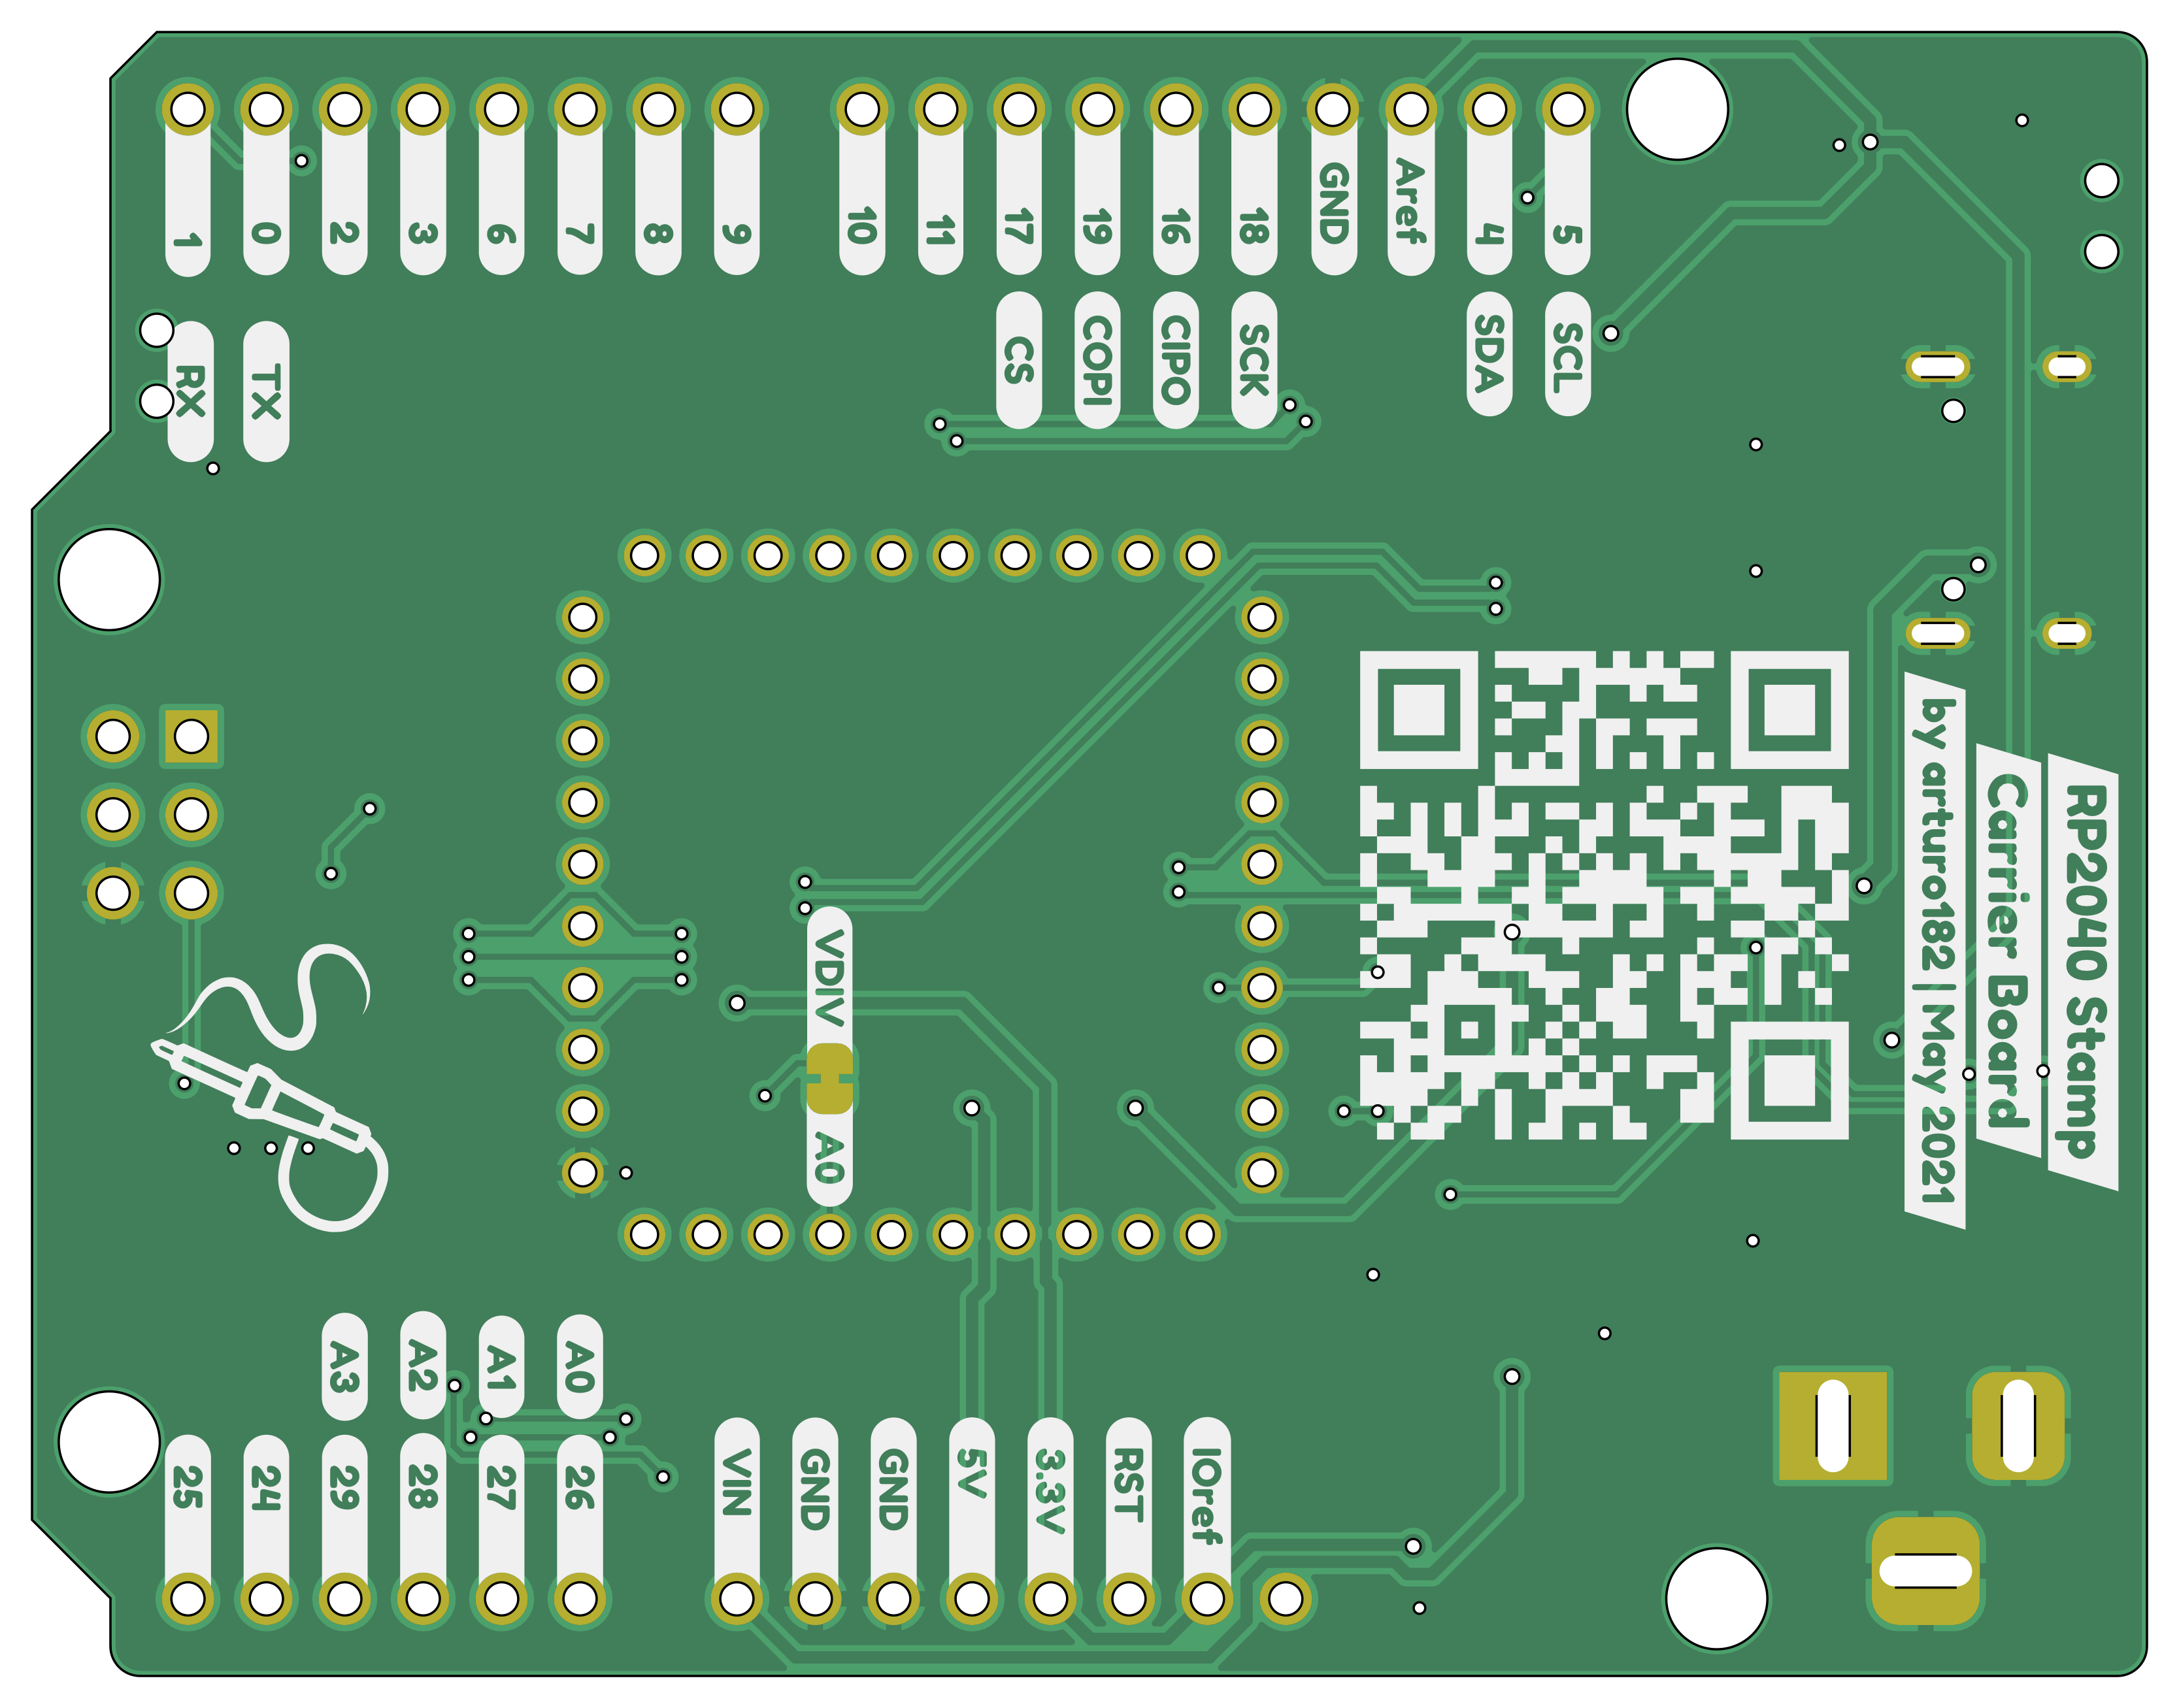 1
0
2
3
6
7
8
9
10
11
17
19
16
18
GND
Aref
4
5
RX
TX
CS
COPI
CIPO
SCK
SDA
SCL
RP2040 Stamp
Carrier Board
by arturo182 | May 2021
VDIV
A0
A3
A2
A1
A0
25
24
29
28
27
26
VIN
GND
GND
5V
3.3V
RST
IOref